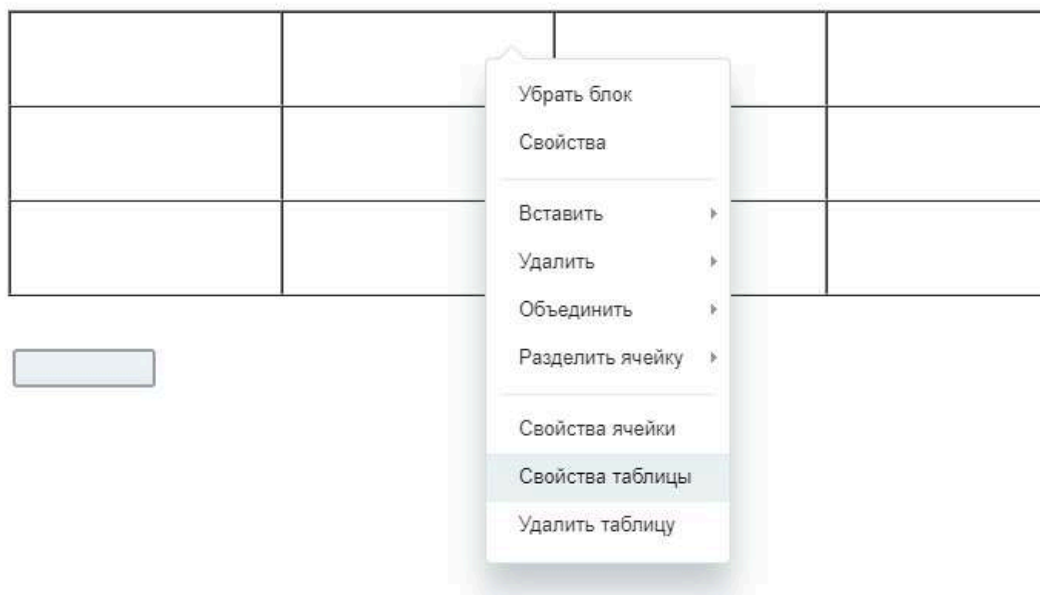 Убрать блок
Свойства
Вставить
Удалить
Объединить
Разделить ячейку
Свойства ячейки
Свойства таблицы
Удалить таблицу